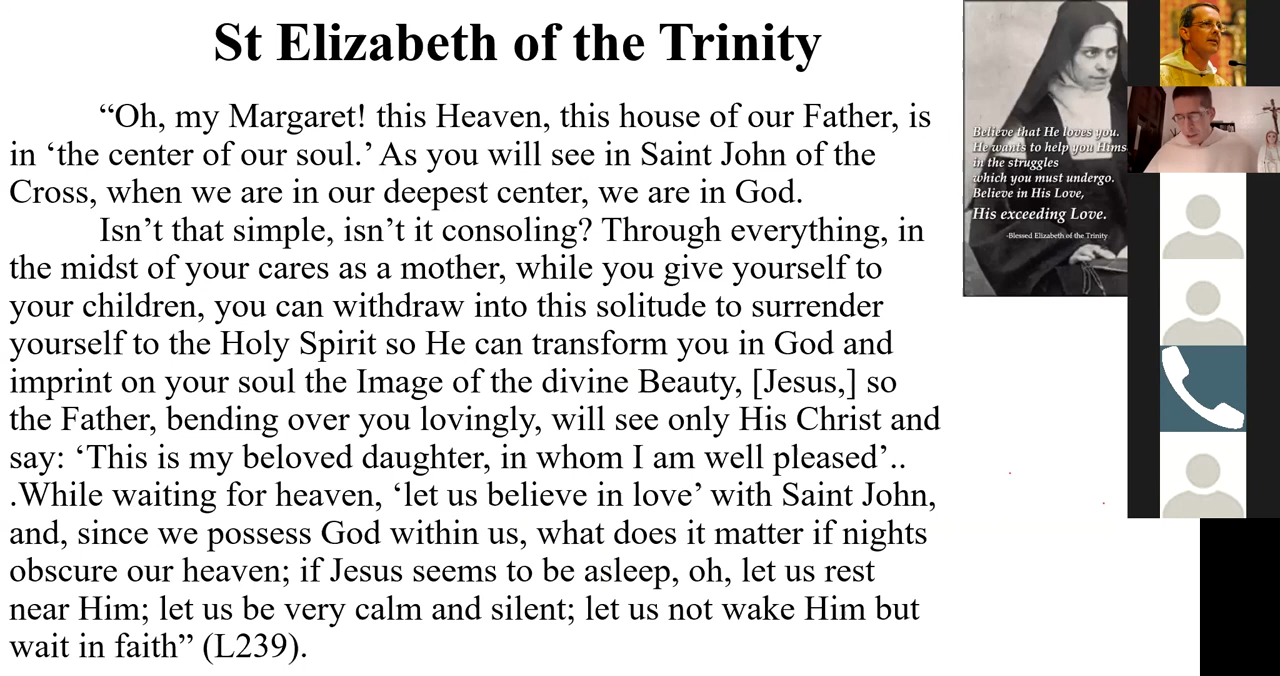 St Elizabeth of the Trinity
“Oh, my Margaret! this Heaven, this house of our Father, is
in ‘the center of our soul.’ As you will see in Saint John of the
Cross, when we are in our deepest center, we are in God.
Isn’t that simple, isn’t it consoling? Through everything, in
the midst of your cares as a mother, while you give yourself to
your children, you can withdraw into this solitude to surrender
yourself to the Holy Spirit so He can transform you in God and
imprint on your soul the Image of the divine Beauty, [Jesus,] so
the Father, bending over you lovingly, will see only His Christ and
say: ‘This is my beloved daughter, in whom I am well pleased’..
.While waiting for heaven, ‘let us believe in love’ with Saint John,
and, since we possess God within us, what does it matter if nights
obscure our heaven; if Jesus seems to be asleep, oh, let us rest
near Him; let us be very calm and silent; let us not wake Him but
wait in faith” (L239).
Believe that He loves you.
He wants to help you Hims
in the struggles
which you must undergo.
Believe in His Love,
His exceeding Love.
-Blessed Elizabeth of the Trinity